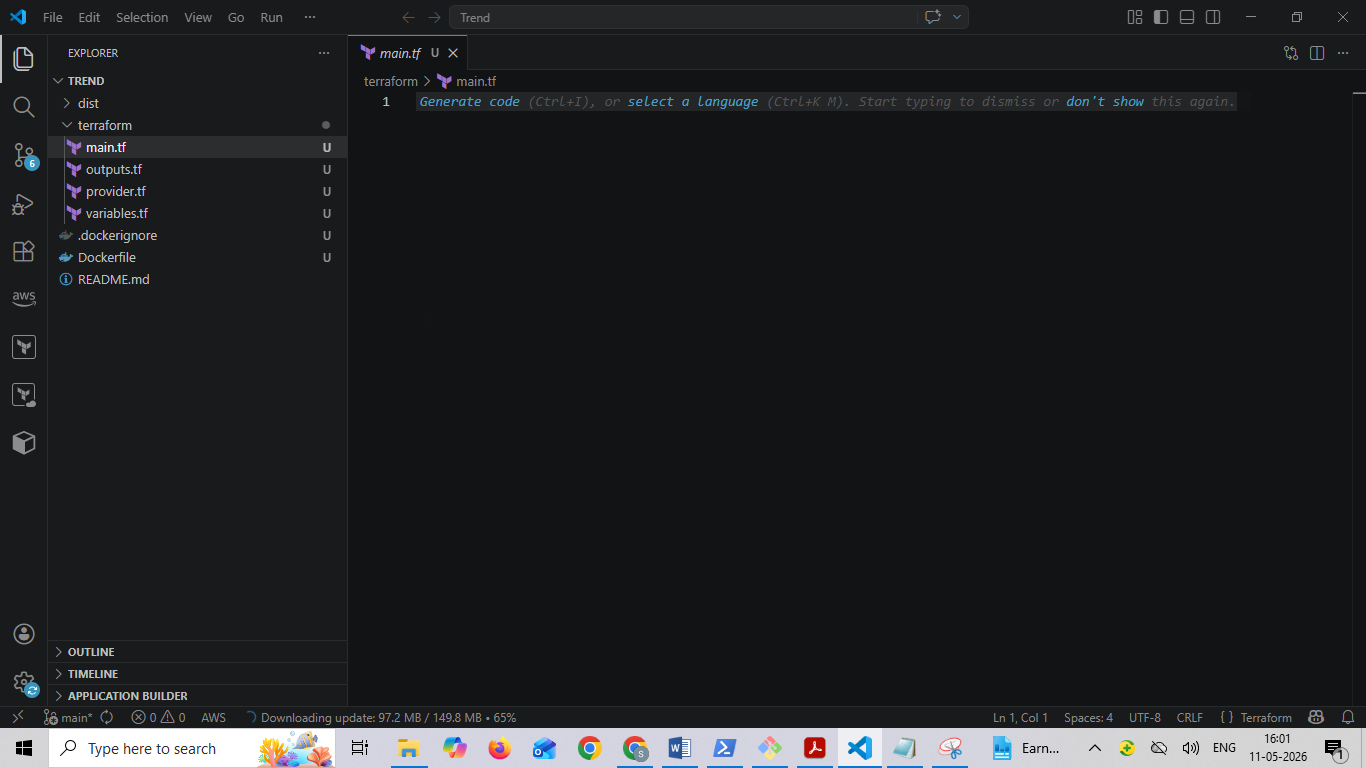 File Edit Selection View Go Run ··· Trend
EXPLORER ···
main.tf U
TREND
terraform > main.tf
dist
1 Generate code (Ctrl+I), or select a language (Ctrl+K M). Start typing to dismiss or don't show this again.
terraform
main.tf U
outputs.tf U
6
provider.tf U
variables.tf U
.dockerignore U
Dockerfile U
README.md
aws
OUTLINE
TIMELINE
APPLICATION BUILDER
main* 0 0 AWS Downloading update: 97.2 MB / 149.8 MB • 65% Ln 1, Col 1 Spaces: 4 UTF-8 CRLF { } Terraform
Type here to search Earn... ENG 16:01
11-05-2026 1